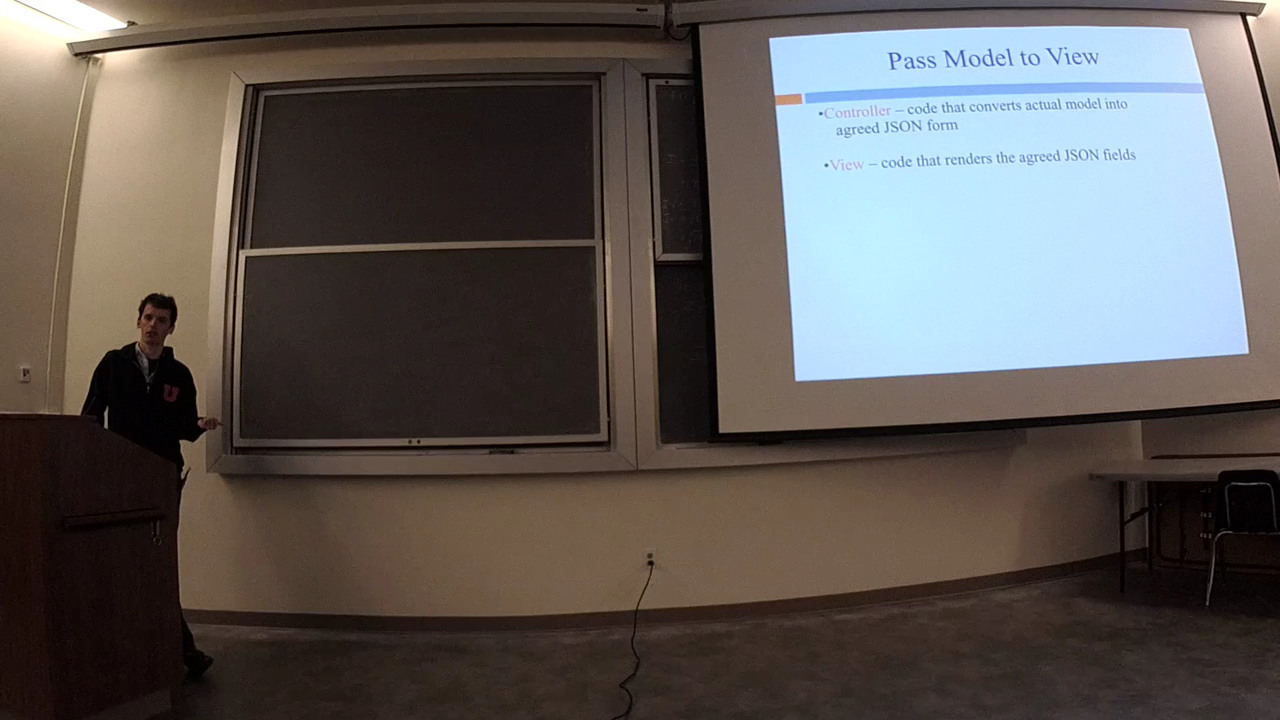 Pass Model to View
•Controller – code that converts actual model into
agreed JSON form
•View – code that renders the agreed JSON fields
U